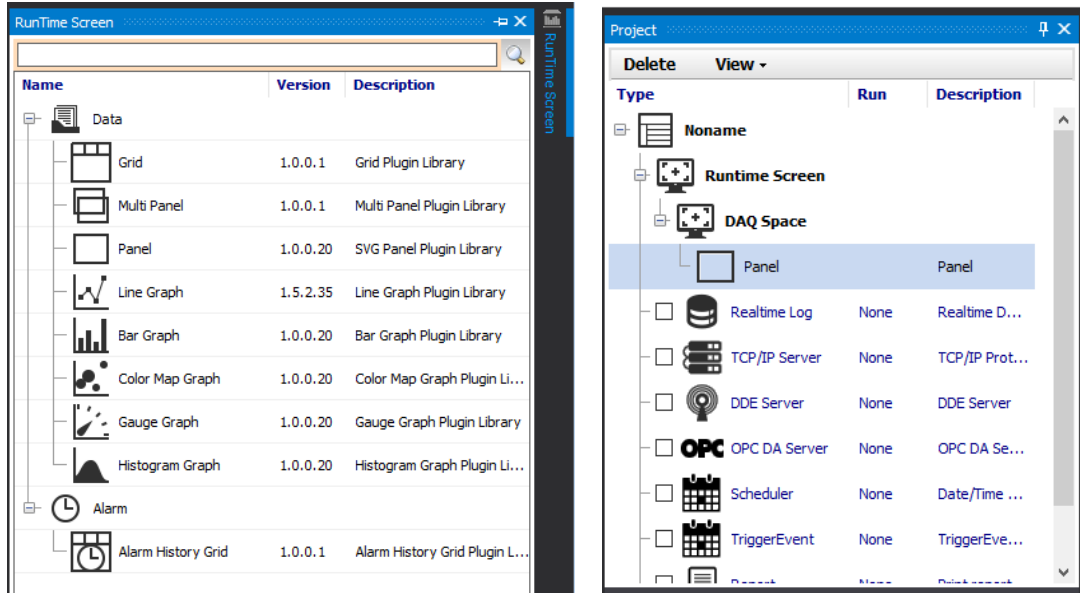 RunTime Screen
Name Version Description
Data
Grid 1.0.0.1 Grid Plugin Library
Multi Panel 1.0.0.1 Multi Panel Plugin Library
Panel 1.0.0.20 SVG Panel Plugin Library
Line Graph 1.5.2.35 Line Graph Plugin Library
Bar Graph 1.0.0.20 Bar Graph Plugin Library
Color Map Graph 1.0.0.20 Color Map Graph Plugin Li...
Gauge Graph 1.0.0.20 Gauge Graph Plugin Library
Histogram Graph 1.0.0.20 Histogram Graph Plugin Li...
Alarm
Alarm History Grid 1.0.0.1 Alarm History Grid Plugin L...
RunTime Screen
Project
Delete View
Type Run Description
Noname
Runtime Screen
DAQ Space
Panel Panel
Realtime Log None Realtime D...
TCP/IP Server None TCP/IP Prot...
DDE Server None DDE Server
OPC OPC DA Server None OPC DA Se...
Scheduler None Date/Time ...
TriggerEvent None TriggerEve...
Report None Print report